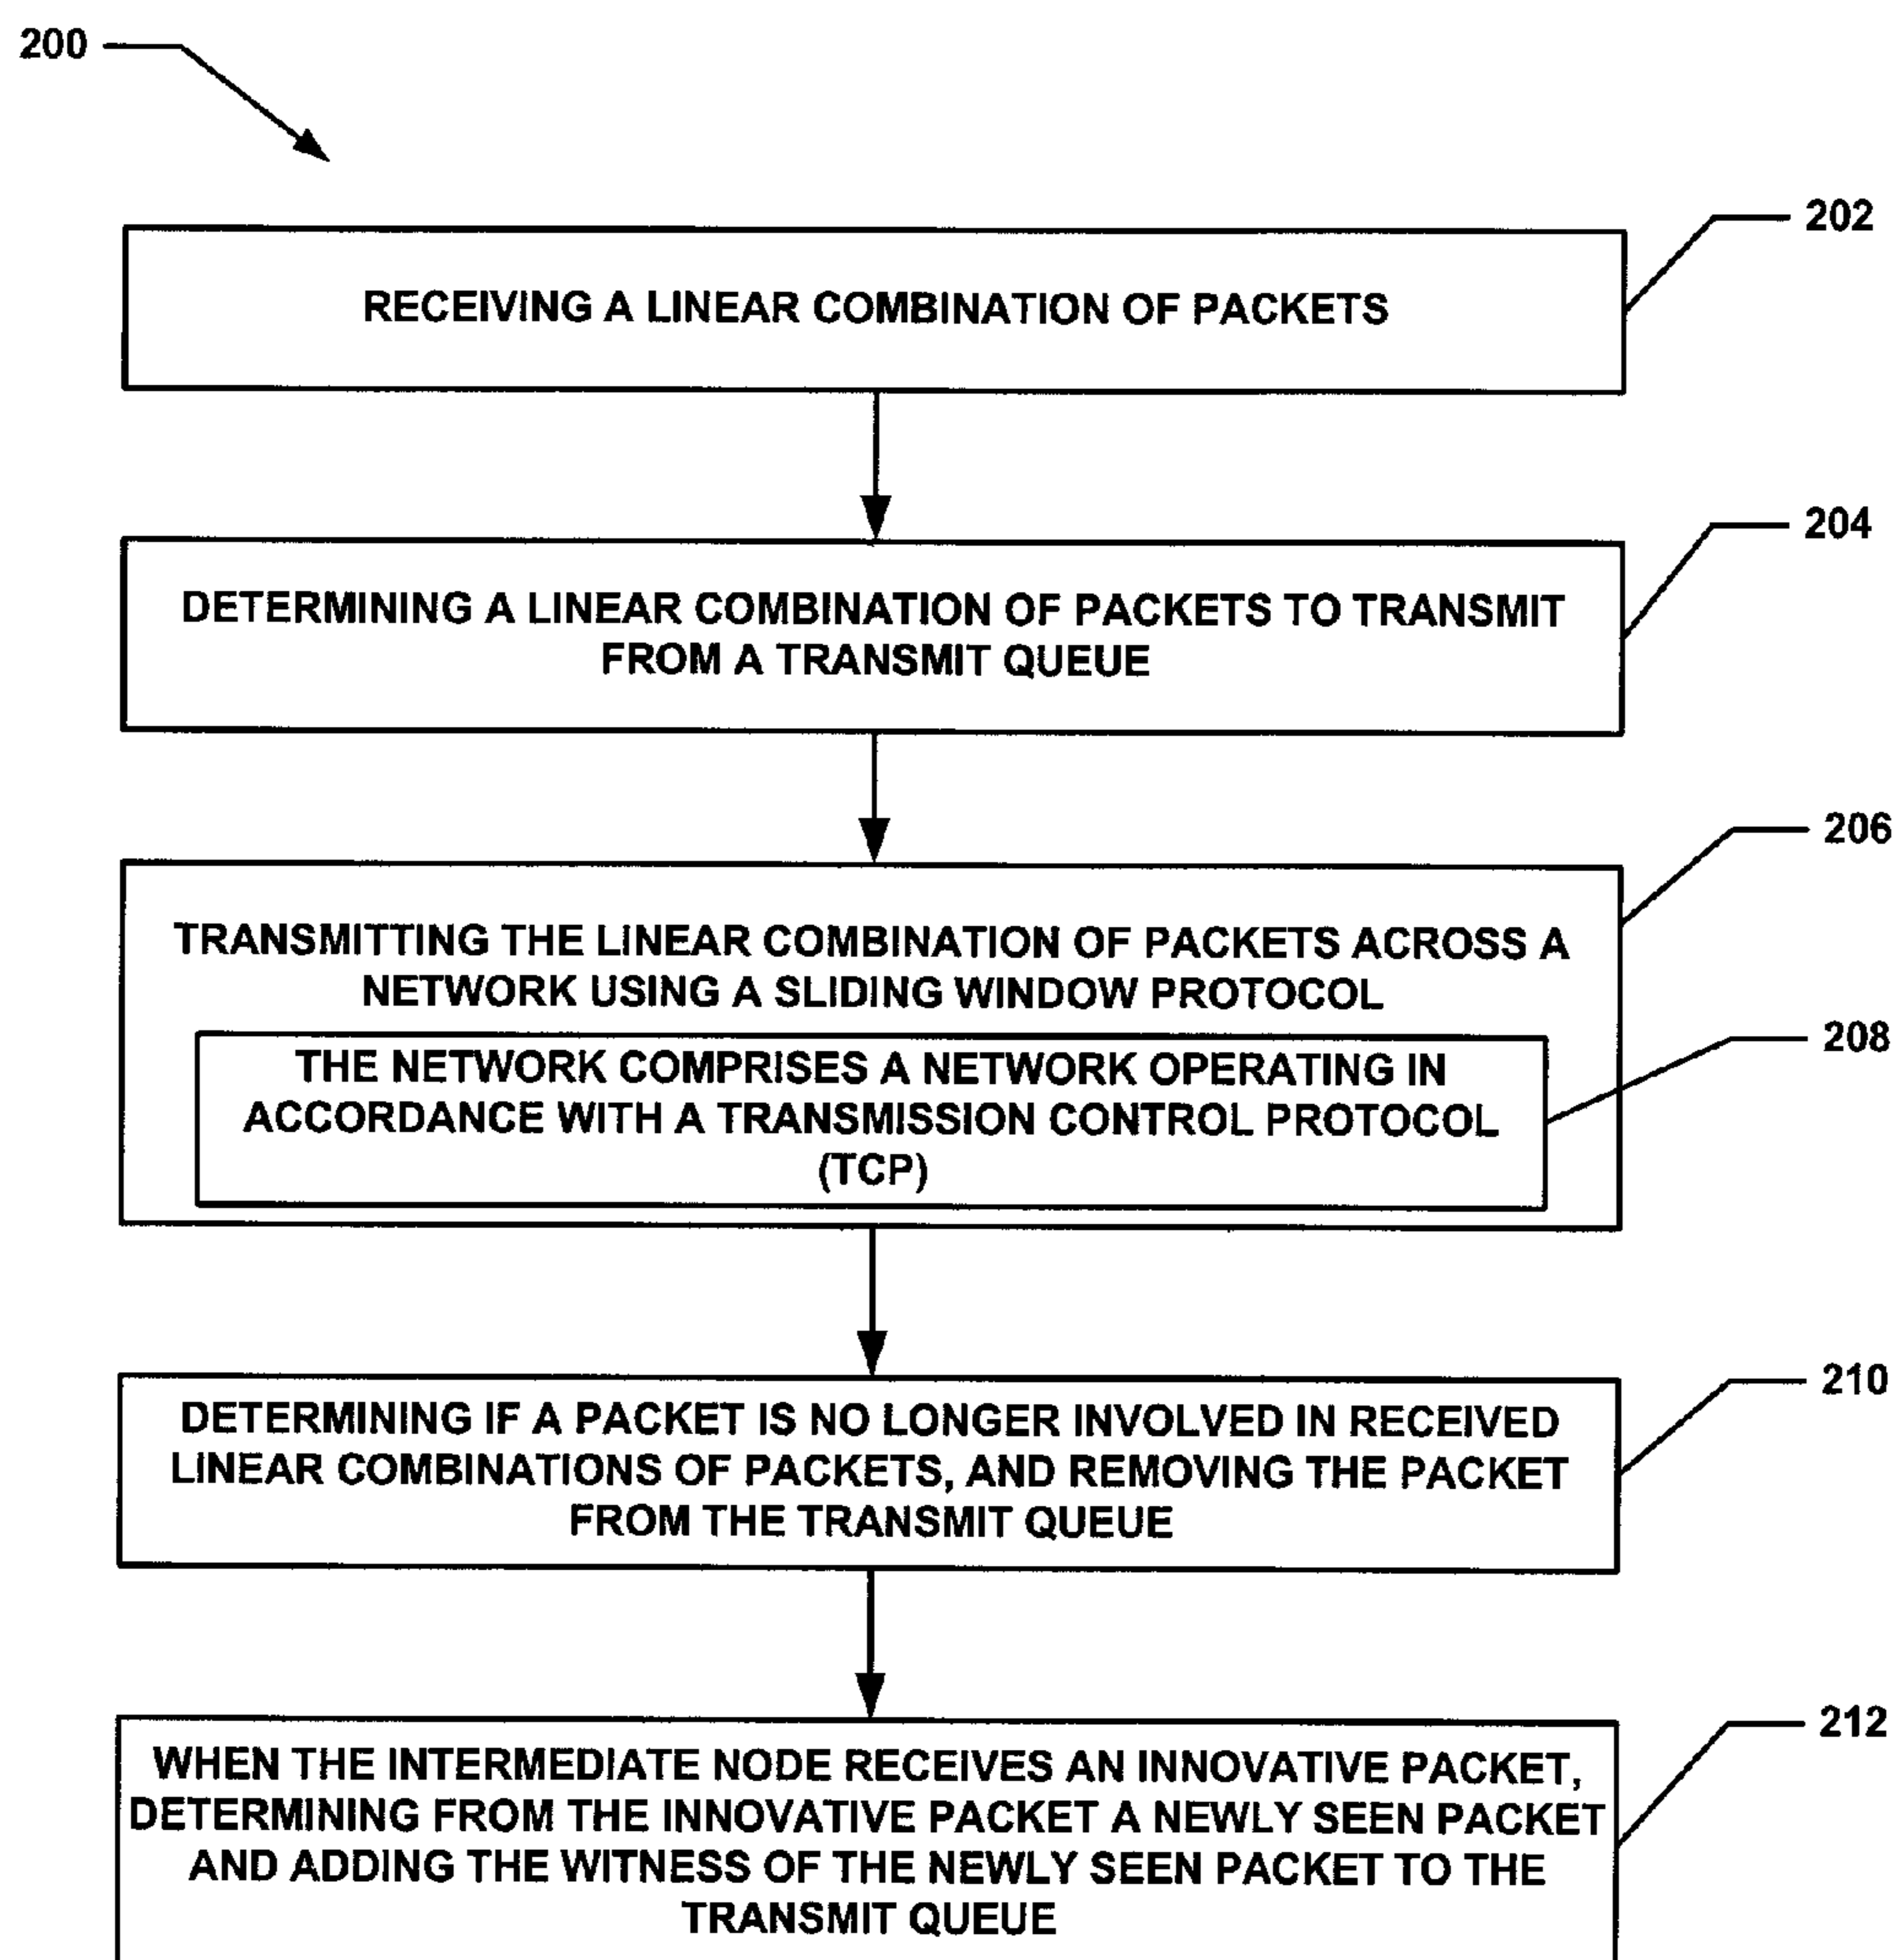 200
202
RECEIVING A LINEAR COMBINATION OF PACKETS
204
DETERMINING A LINEAR COMBINATION OF PACKETS TO TRANSMIT
FROM A TRANSMIT QUEUE
206
TRANSMITTING THE LINEAR COMBINATION OF PACKETS ACROSS A
NETWORK USING A SLIDING WINDOW PROTOCOL
208
THE NETWORK COMPRISES A NETWORK OPERATING IN
ACCORDANCE WITH A TRANSMISSION CONTROL PROTOCOL
(TCP)
210
DETERMINING IF A PACKET IS NO LONGER INVOLVED IN RECEIVED
LINEAR COMBINATIONS OF PACKETS, AND REMOVING THE PACKET
FROM THE TRANSMIT QUEUE
212
WHEN THE INTERMEDIATE NODE RECEIVES AN INNOVATIVE PACKET,
DETERMINING FROM THE INNOVATIVE PACKET A NEWLY SEEN PACKET
AND ADDING THE WITNESS OF THE NEWLY SEEN PACKET TO THE
TRANSMIT QUEUE